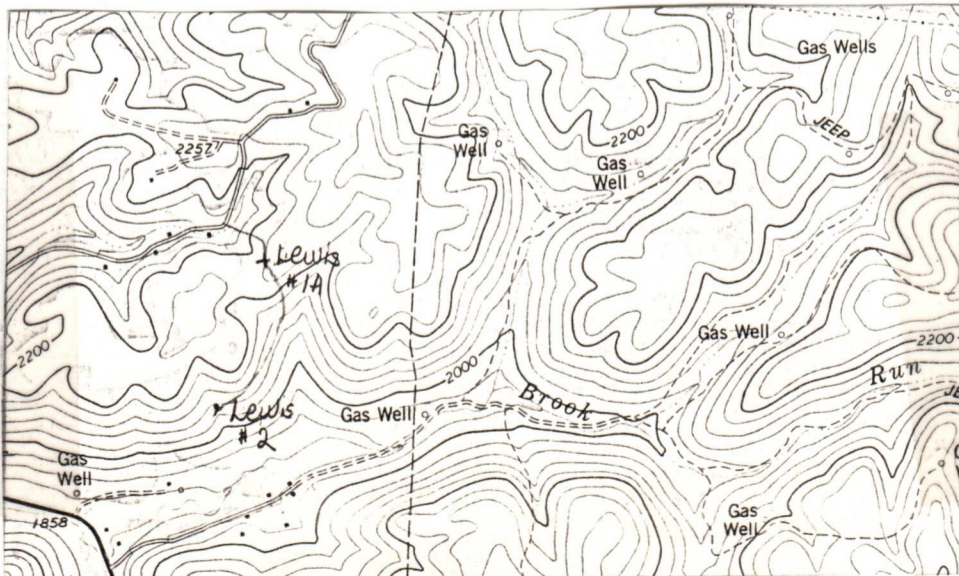 Gas Wells
JEEP
2200
Gas
Well
2257
Gas
Well
Lewis
#1A
Gas Well
2200
2200
2000
Run
Brook
Lewis
#2
Gas Well
Gas
Well
1858
Gas
Well